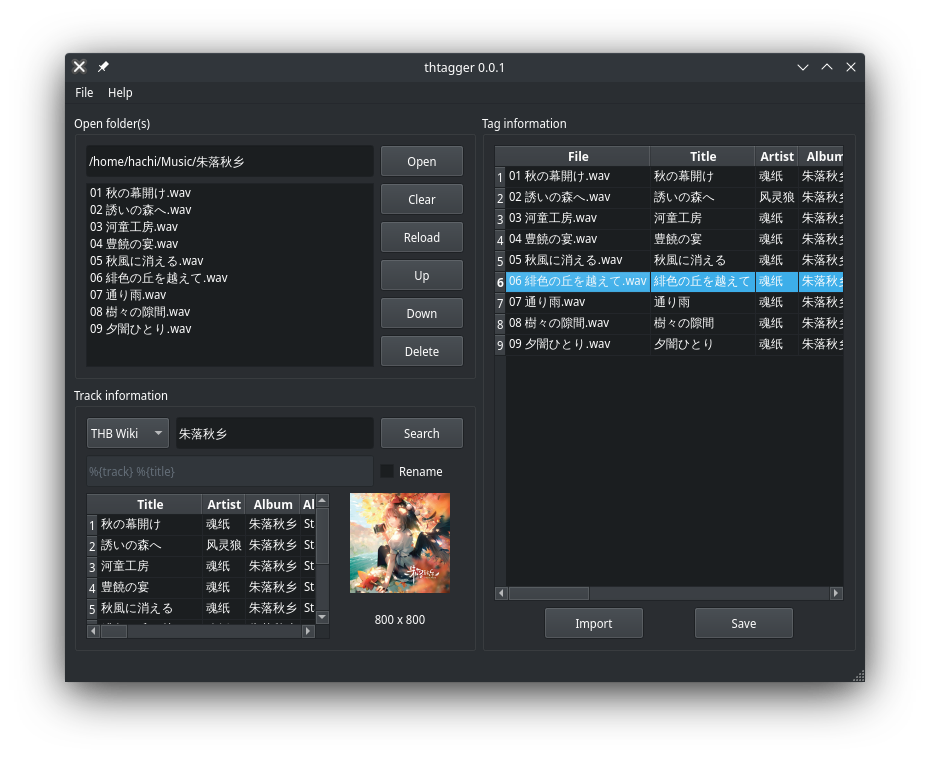 thtagger 0.0.1
File Help
Open folder(s)
/home/hachi/Music/朱落秋乡
Open
01 秋の幕開け.wav
02 誘いの森へ.wav
03 河童工房.wav
04 豊饒の宴.wav
05 秋風に消える.wav
06 緋色の丘を越えて.wav
07 通り雨.wav
08 樹々の隙間.wav
09 夕闇ひとり.wav
Clear
Reload
Up
Down
Delete
Track information
THB Wiki
朱落秋乡
Search
%{track} %{title}
Rename
Title Artist Album Al
1 秋の幕開け 魂纸 朱落秋乡 St
2 誘いの森へ 风灵狼 朱落秋乡 St
3 河童工房 魂纸 朱落秋乡 St
4 豊饒の宴 魂纸 朱落秋乡 St
5 秋風に消える 魂纸 朱落秋乡 St
800 x 800
Tag information
File Title Artist Album
1 01 秋の幕開け.wav 秋の幕開け 魂纸 朱落秋乡
2 02 誘いの森へ.wav 誘いの森へ 风灵狼 朱落秋乡
3 03 河童工房.wav 河童工房 魂纸 朱落秋乡
4 04 豊饒の宴.wav 豊饒の宴 魂纸 朱落秋乡
5 05 秋風に消える.wav 秋風に消える 魂纸 朱落秋乡
6 06 緋色の丘を越えて.wav 緋色の丘を越えて 魂纸 朱落秋乡
7 07 通り雨.wav 通り雨 魂纸 朱落秋乡
8 08 樹々の隙間.wav 樹々の隙間 魂纸 朱落秋乡
9 09 夕闇ひとり.wav 夕闇ひとり 魂纸 朱落秋乡
Import
Save